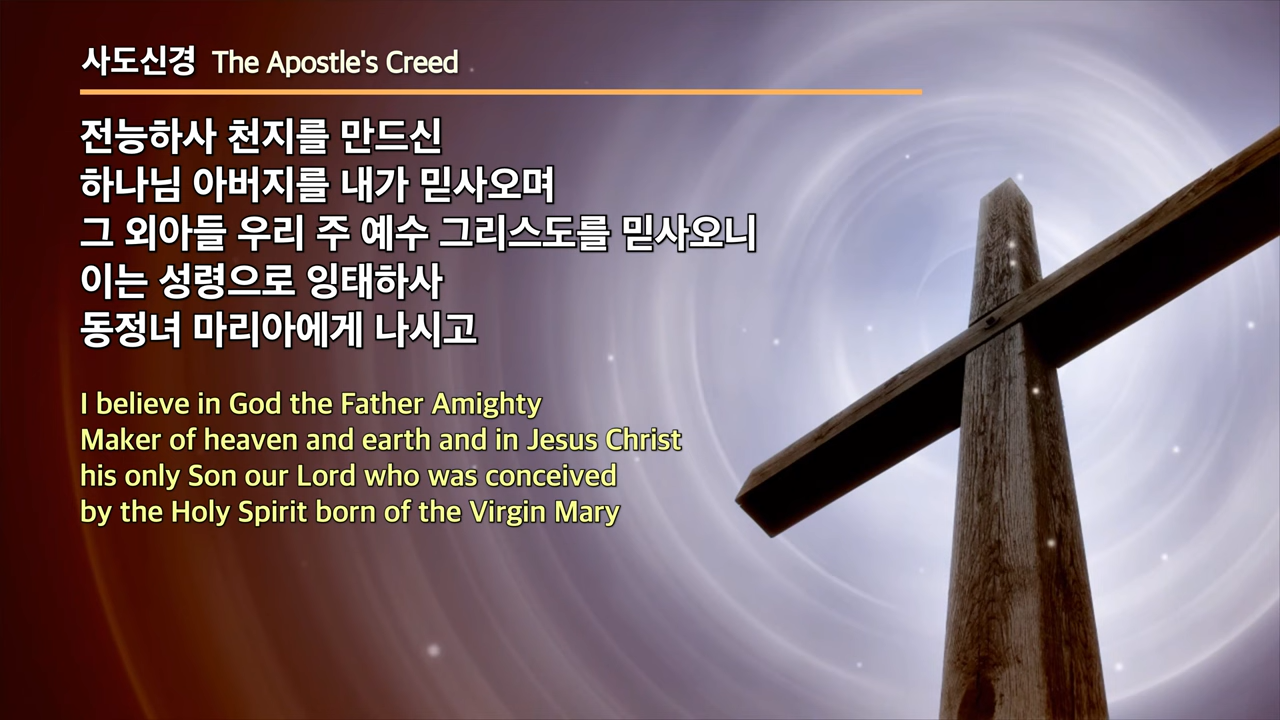 사도신경 The Apostle's Creed
전능하사 천지를 만드신
하나님 아버지를 내가 믿사오며
그 외아들 우리 주 예수 그리스도를 믿사오니
이는 성령으로 잉태하사
동정녀 마리아에게 나시고
I believe in God the Father Amighty
Maker of heaven and earth and in Jesus Christ
his only Son our Lord who was conceived
by the Holy Spirit born of the Virgin Mary